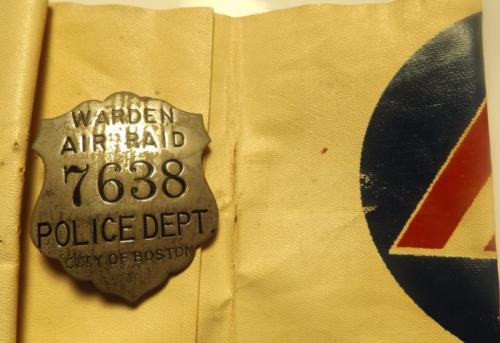 WARDEN
AIR RAID
7638
POLICE DEPT.
CITY OF BOSTON